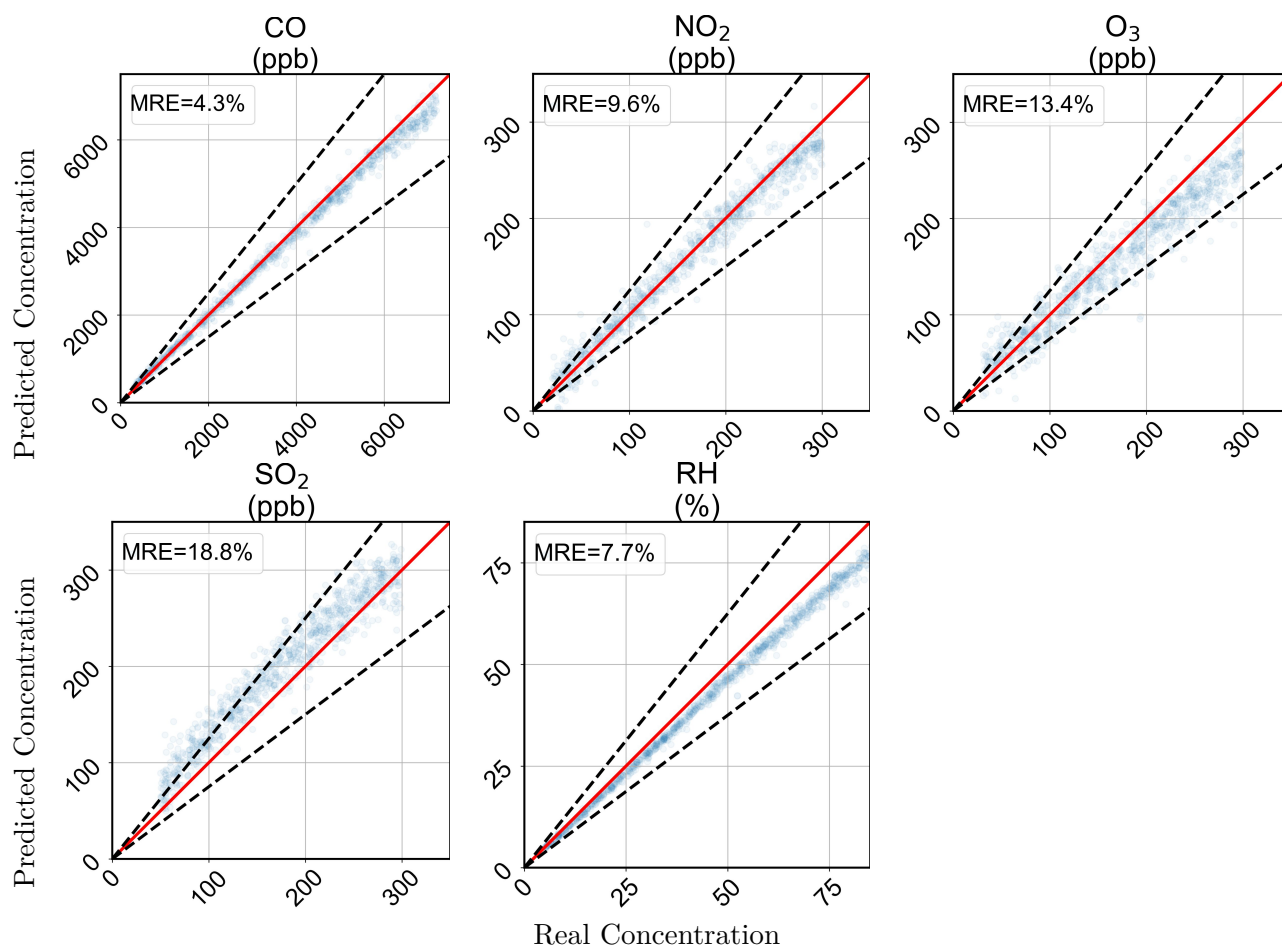 CO
(ppb)
NO₂
(ppb)
O₃
(ppb)
MRE=4.3%
MRE=9.6%
MRE=13.4%
Predicted Concentration
6000
4000
2000
0
0
2000
4000
6000
300
200
100
0
0
100
200
300
300
200
100
0
0
100
200
300
SO₂
(ppb)
RH
(%)
MRE=18.8%
MRE=7.7%
Predicted Concentration
300
200
100
0
0
100
200
300
75
50
25
0
0
25
50
75
Real Concentration